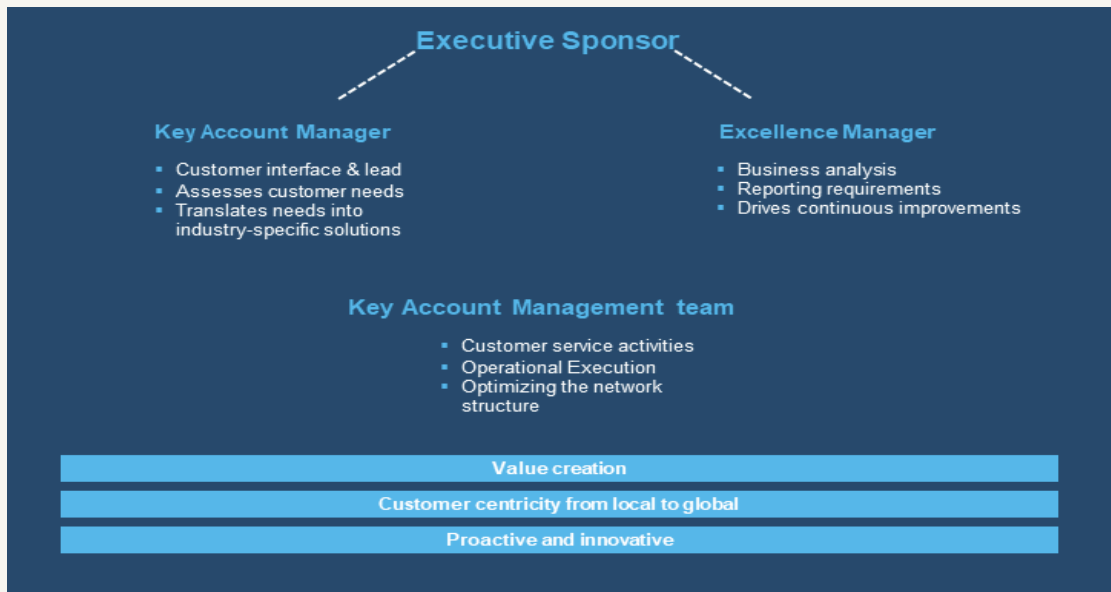 Executive Sponsor
Key Account Manager
▪ Customer interface & lead
▪ Assesses customer needs
▪ Translates needs into
industry-specific solutions
Excellence Manager
▪ Business analysis
▪ Reporting requirements
▪ Drives continuous improvements
Key Account Management team
▪ Customer service activities
▪ Operational Execution
▪ Optimizing the network
structure
Value creation
Customer centricity from local to global
Proactive and innovative